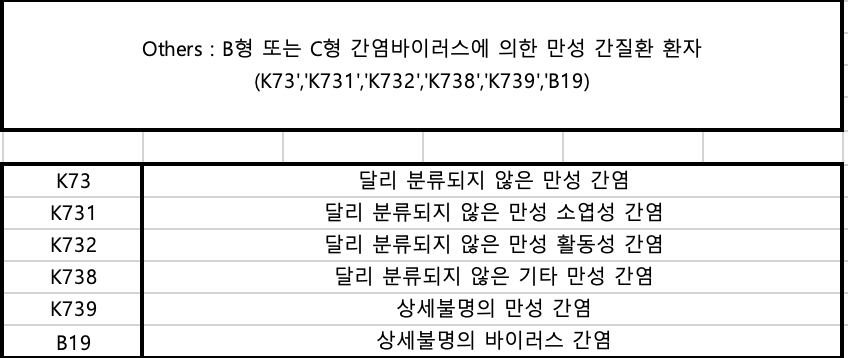 Others : B형 또는 C형 간염바이러스에 의한 만성 간질환 환자
(K73','K731','K732','K738','K739','B19)
K73 달리 분류되지 않은 만성 간염
K731 달리 분류되지 않은 만성 소엽성 간염
K732 달리 분류되지 않은 만성 활동성 간염
K738 달리 분류되지 않은 기타 만성 간염
K739 상세불명의 만성 간염
B19 상세불명의 바이러스 간염